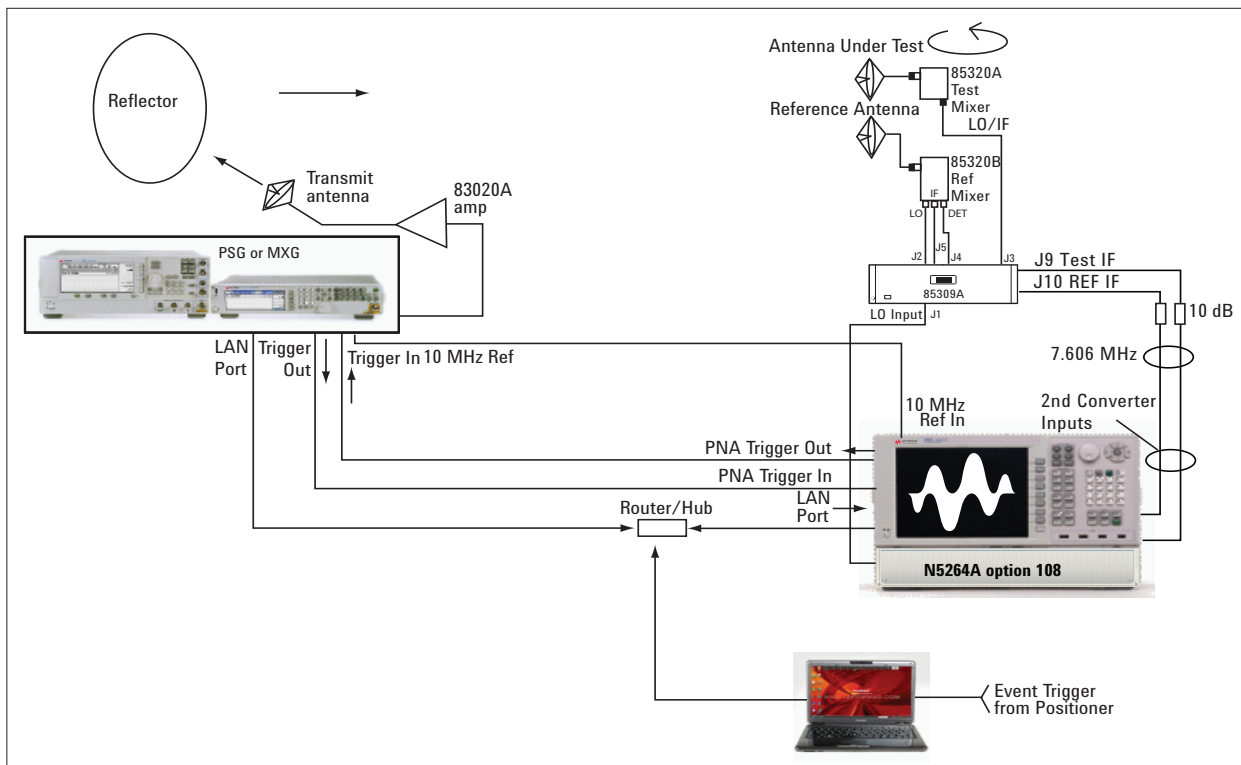 Antenna Under Test
85320A
Test
Mixer
Reflector
Reference Antenna
LO/IF
85320B
Ref
Mixer
IF
LO
DET
Transmit
antenna
83020A
amp
PSG or MXG
J2
J5
J4
J3
J9 Test IF
J10 REF IF
85309A
LO Input
J1
10 dB
LAN
Port
Trigger
Out
Trigger In
10 MHz Ref
7.606 MHz
10 MHz
Ref In
2nd Converter
Inputs
PNA Trigger Out
PNA Trigger In
LAN
Port
Router/Hub
N5264A option 108
Event Trigger
from Positioner